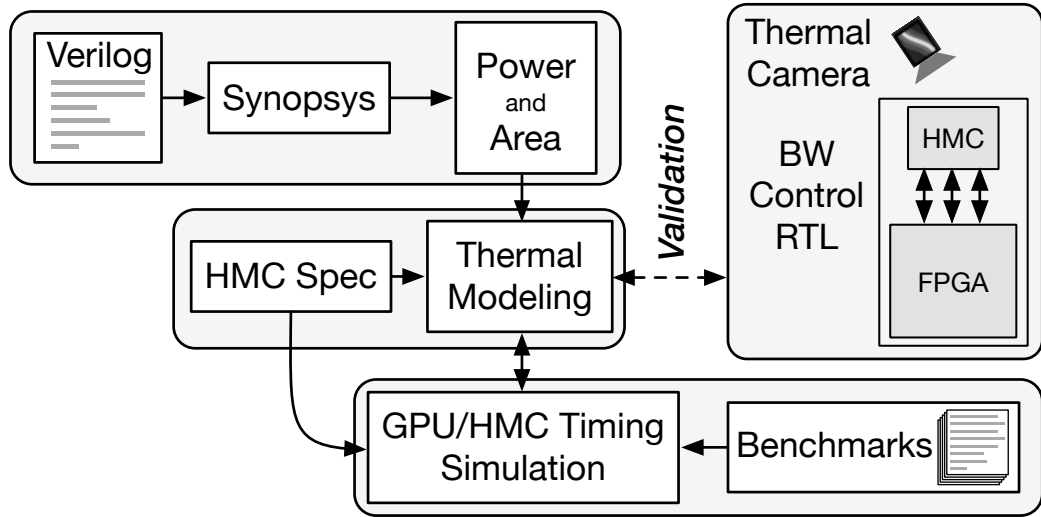 Verilog
Synopsys
Power
and
Area
Thermal
Camera
HMC
BW
Control
RTL
FPGA
Validation
HMC Spec
Thermal
Modeling
GPU/HMC Timing
Simulation
Benchmarks